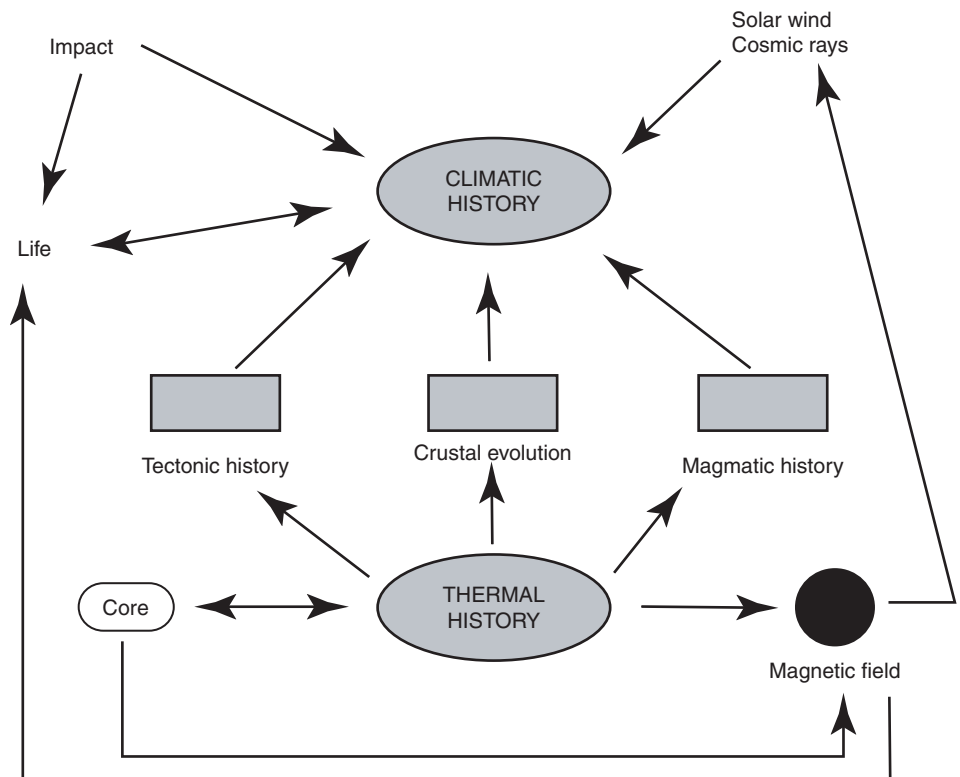 Impact
Solar wind
Cosmic rays
CLIMATIC
HISTORY
Life
Tectonic history
Crustal evolution
Magmatic history
Core
THERMAL
HISTORY
Magnetic field